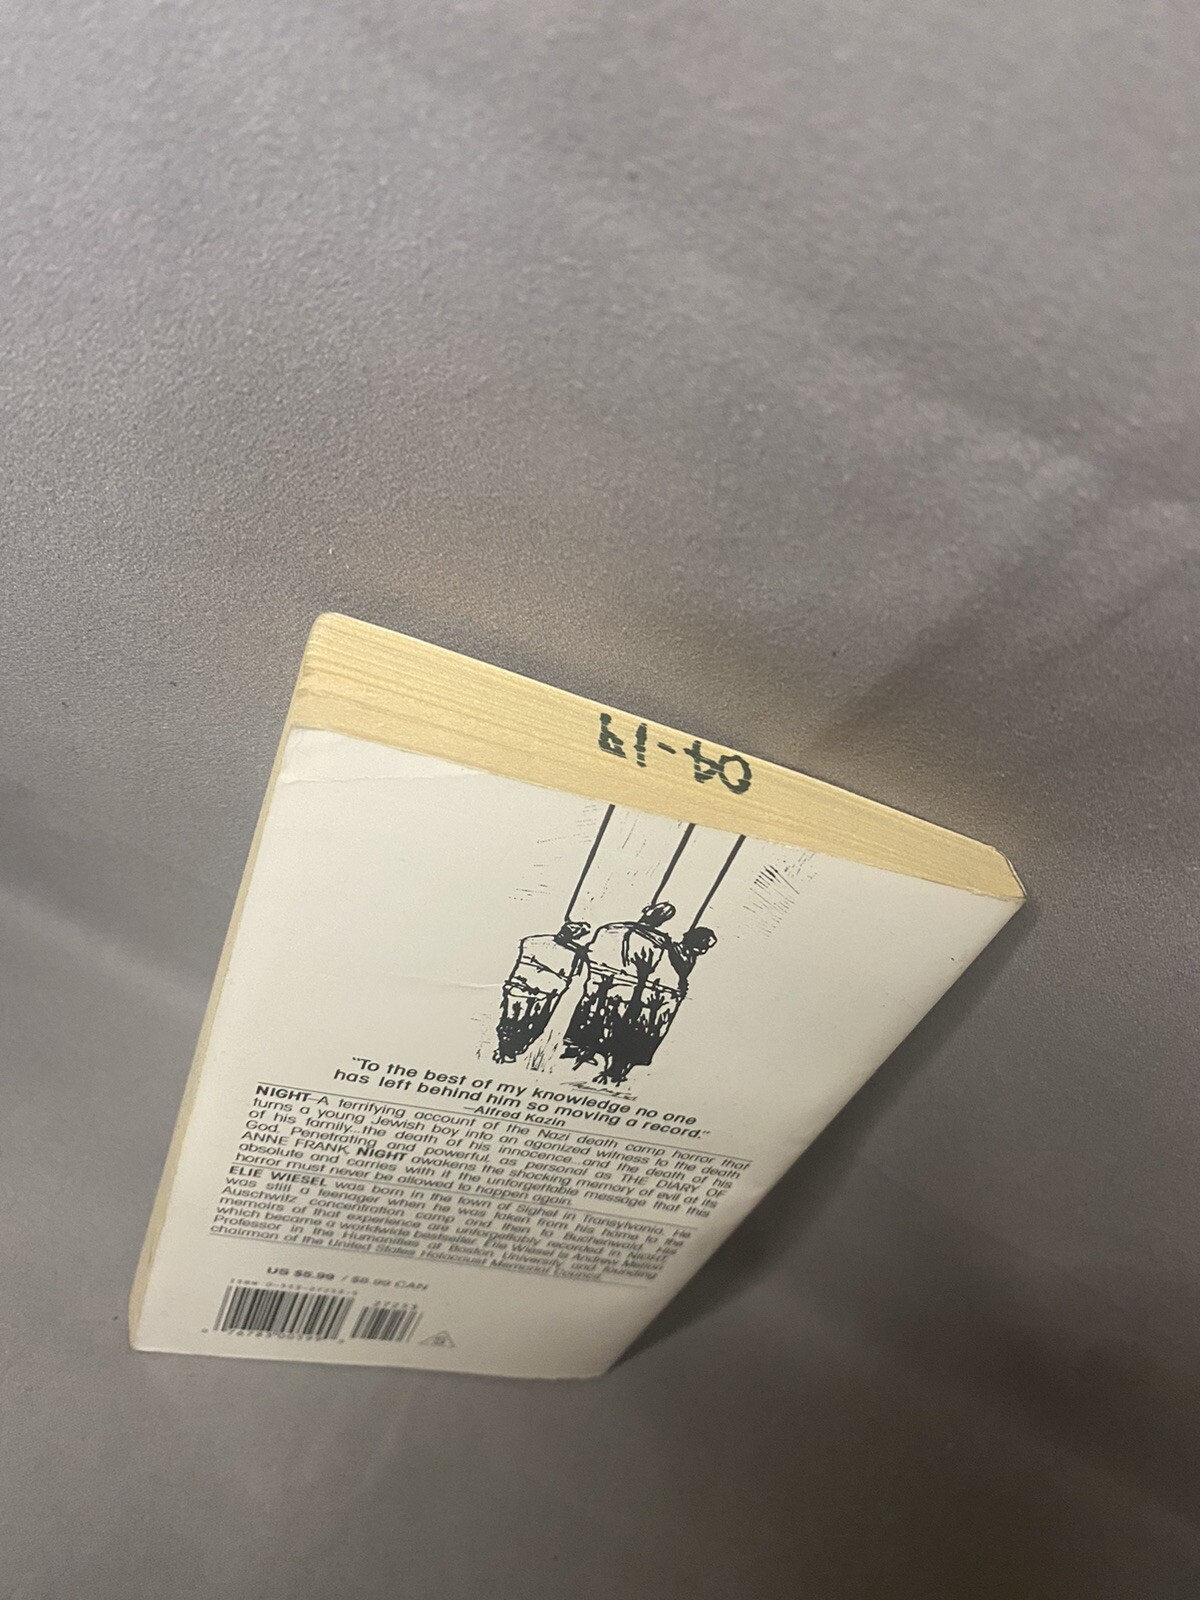 "To the best of my knowledge no one
has left behind him so moving a record."
—Alfred Kazin
NIGHT—A terrifying account of the Nazi death camp horror that
turns a young Jewish boy into an agonized witness to the death
of his family...the death of his innocence...and the death of his
God. Penetrating and powerful, as personal as THE DIARY OF
ANNE FRANK, NIGHT awakens the shocking memory of evil at its
absolute and carries with it the unforgettable message that this
horror must never be allowed to happen again.
ELIE WIESEL was born in the town of Sighet in Transylvania. He
was still a teenager when he was taken from his home to the
Auschwitz concentration camp and then to Buchenwald. His
memoirs of that experience are unforgettably recorded in NIGHT,
which became a worldwide bestseller. Elie Wiesel is Andrew Mellon
Professor in the Humanities at Boston University, and founding
chairman of the United States Holocaust Memorial Council.
US $5.99 / $8.99 CAN
ISBN 0-553-27253-5
27253